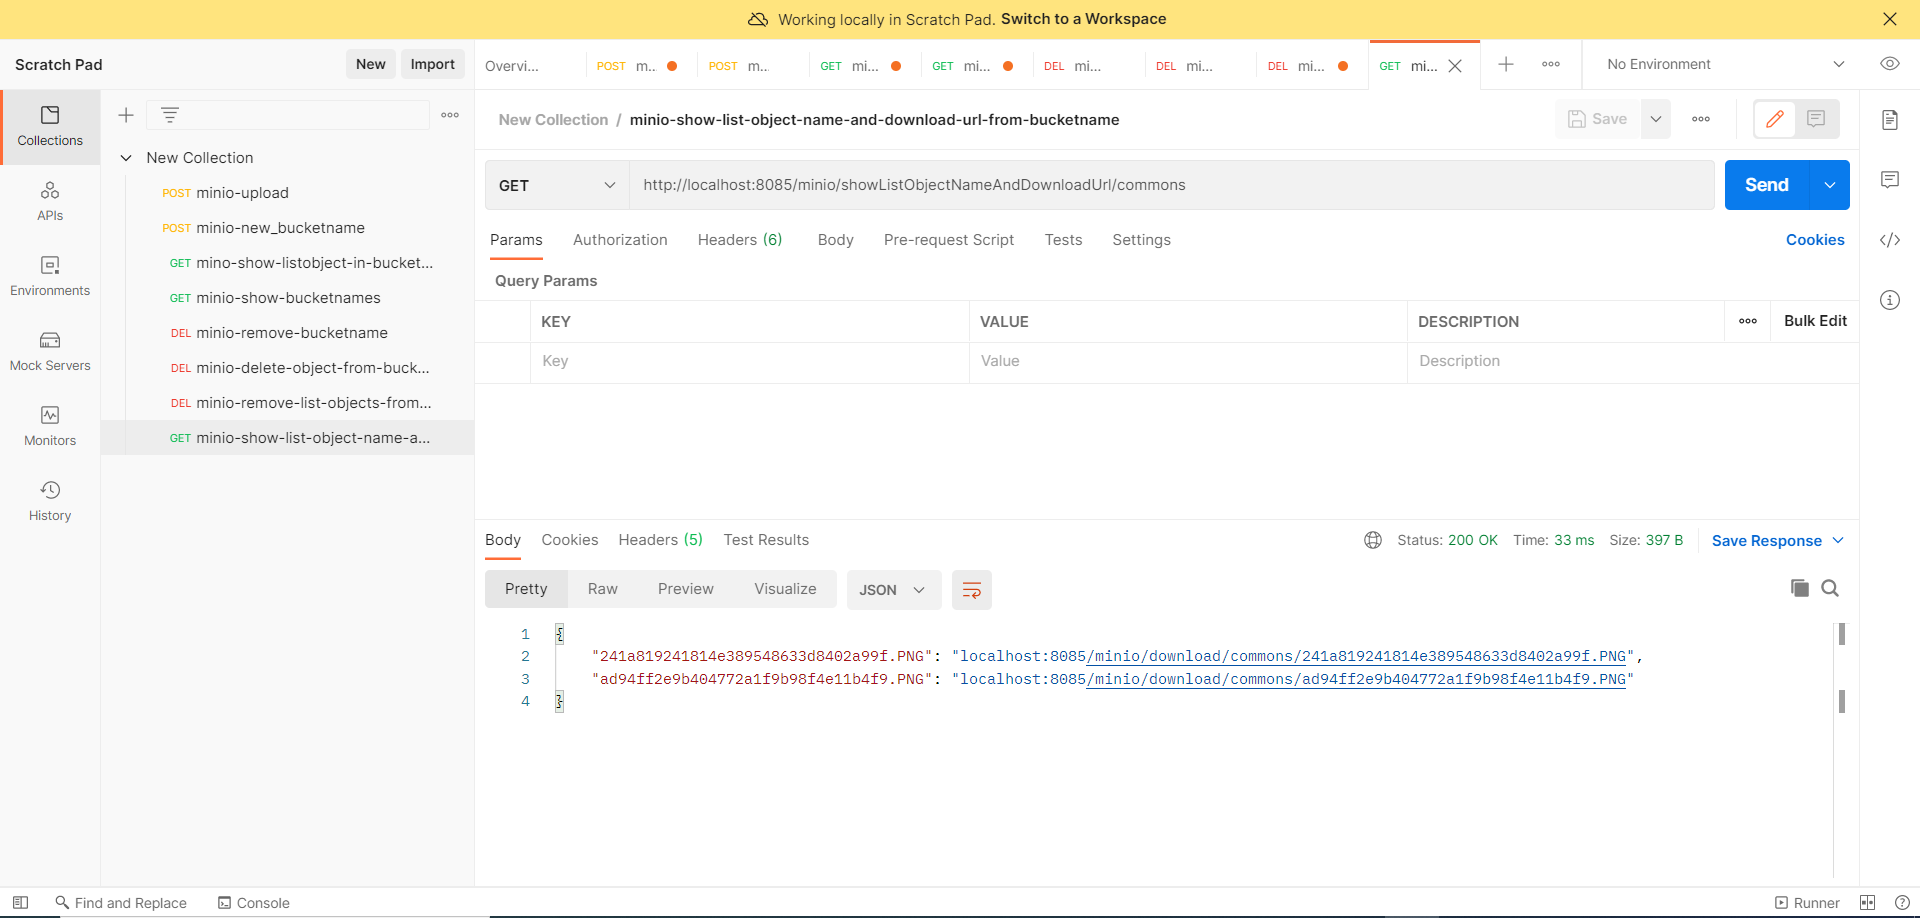 Working locally in Scratch Pad. Switch to a Workspace
Scratch Pad
New
Import
Overvi...
POST m..
POST m...
GET mi...
GET mi...
DEL mi...
DEL mi...
DEL mi...
GET mi...
No Environment
Collections
APIs
Environments
Mock Servers
Monitors
History
New Collection
POST minio-upload
POST minio-new_bucketname
GET mino-show-listobject-in-bucket...
GET minio-show-bucketnames
DEL minio-remove-bucketname
DEL minio-delete-object-from-buck...
DEL minio-remove-list-objects-from...
GET minio-show-list-object-name-a...
New Collection / minio-show-list-object-name-and-download-url-from-bucketname
Save
GET
http://localhost:8085/minio/showListObjectNameAndDownloadUrl/commons
Send
Params Authorization Headers (6) Body Pre-request Script Tests Settings
Cookies
Query Params
KEY VALUE DESCRIPTION
Bulk Edit
Key Value Description
Body Cookies Headers (5) Test Results
Status: 200 OK Time: 33 ms Size: 397 B
Save Response
Pretty Raw Preview Visualize JSON
1 {
2 "241a819241814e389548633d8402a99f.PNG": "localhost:8085/minio/download/commons/241a819241814e389548633d8402a99f.PNG",
3 "ad94ff2e9b404772a1f9b98f4e11b4f9.PNG": "localhost:8085/minio/download/commons/ad94ff2e9b404772a1f9b98f4e11b4f9.PNG"
4 }
Find and Replace
Console
Runner